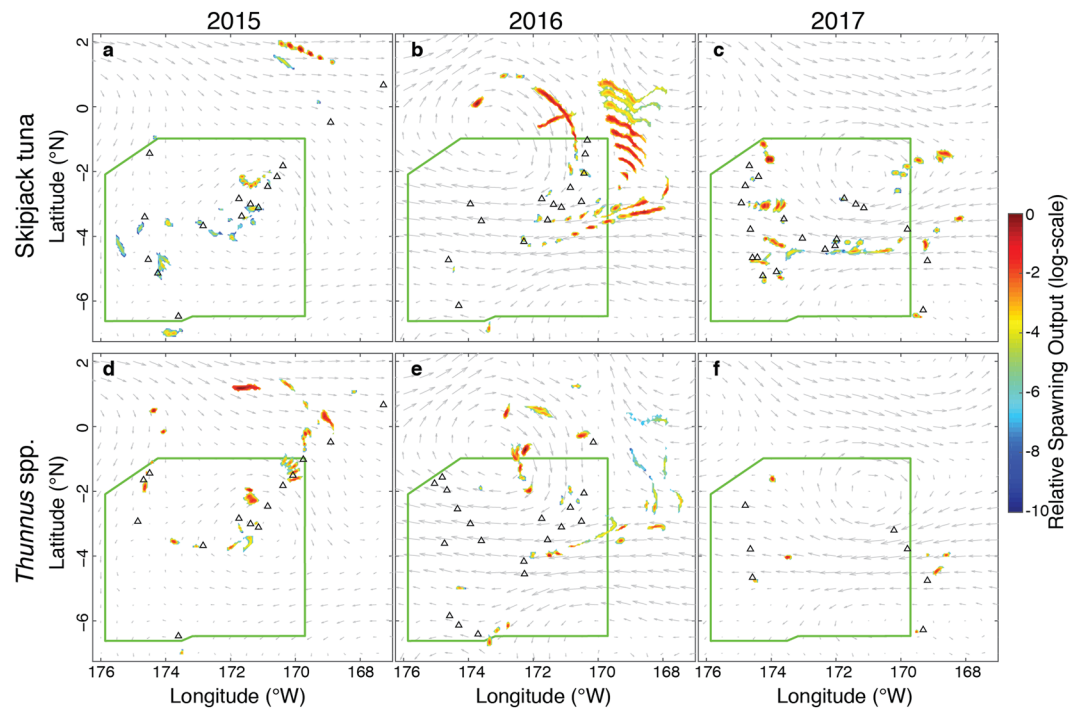 2015 2016 2017
Skipjack tuna
Latitude (°N)
a b c
2
0
-2
-4
-6
Thunnus spp.
Latitude (°N)
d e f
2
0
-2
-4
-6
176 174 172 170 168 176 174 172 170 168 176 174 172 170 168
Longitude (°W) Longitude (°W) Longitude (°W)
0
-2
-4
-6
-8
-10
Relative Spawning Output (log-scale)